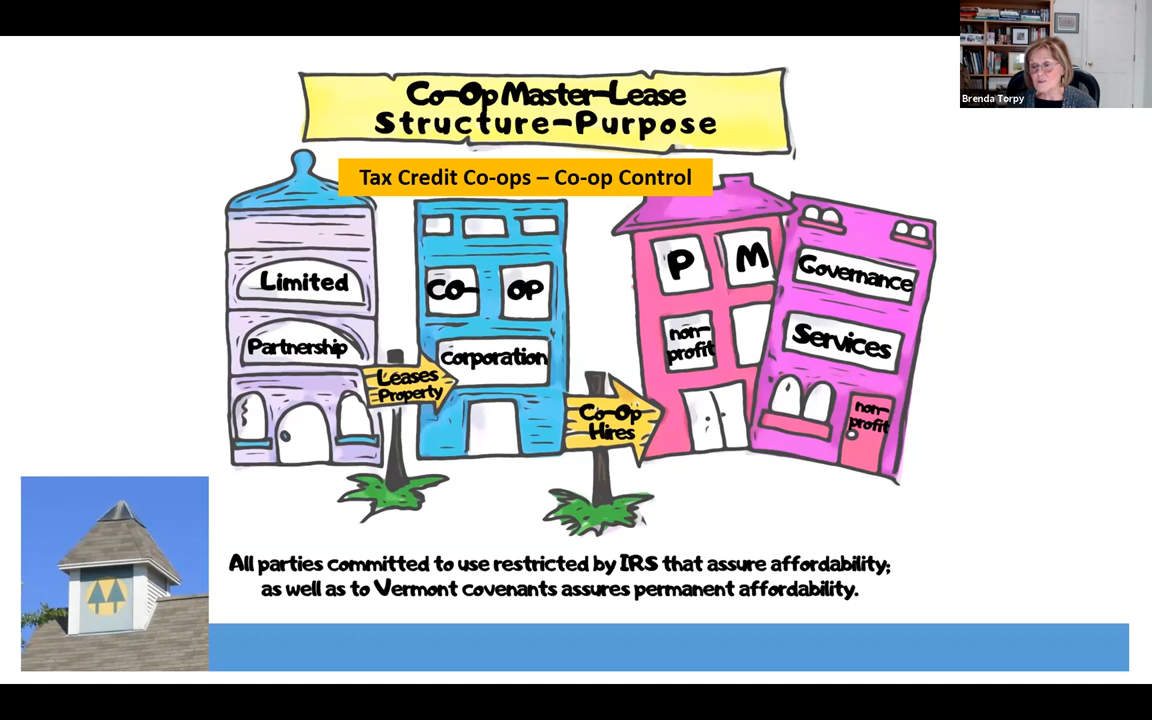 Brenda Torpy
Co-Op Master-Lease
Structure-Purpose
Tax Credit Co-ops – Co-op Control
Limited
Partnership
Leases
Property
Co- op
corporation
Co-Op
Hires
P M
non-
profit
Governance
Services
non-
profit
All parties committed to use restricted by IRS that assure affordability;
as well as to Vermont covenants assures permanent affordability.